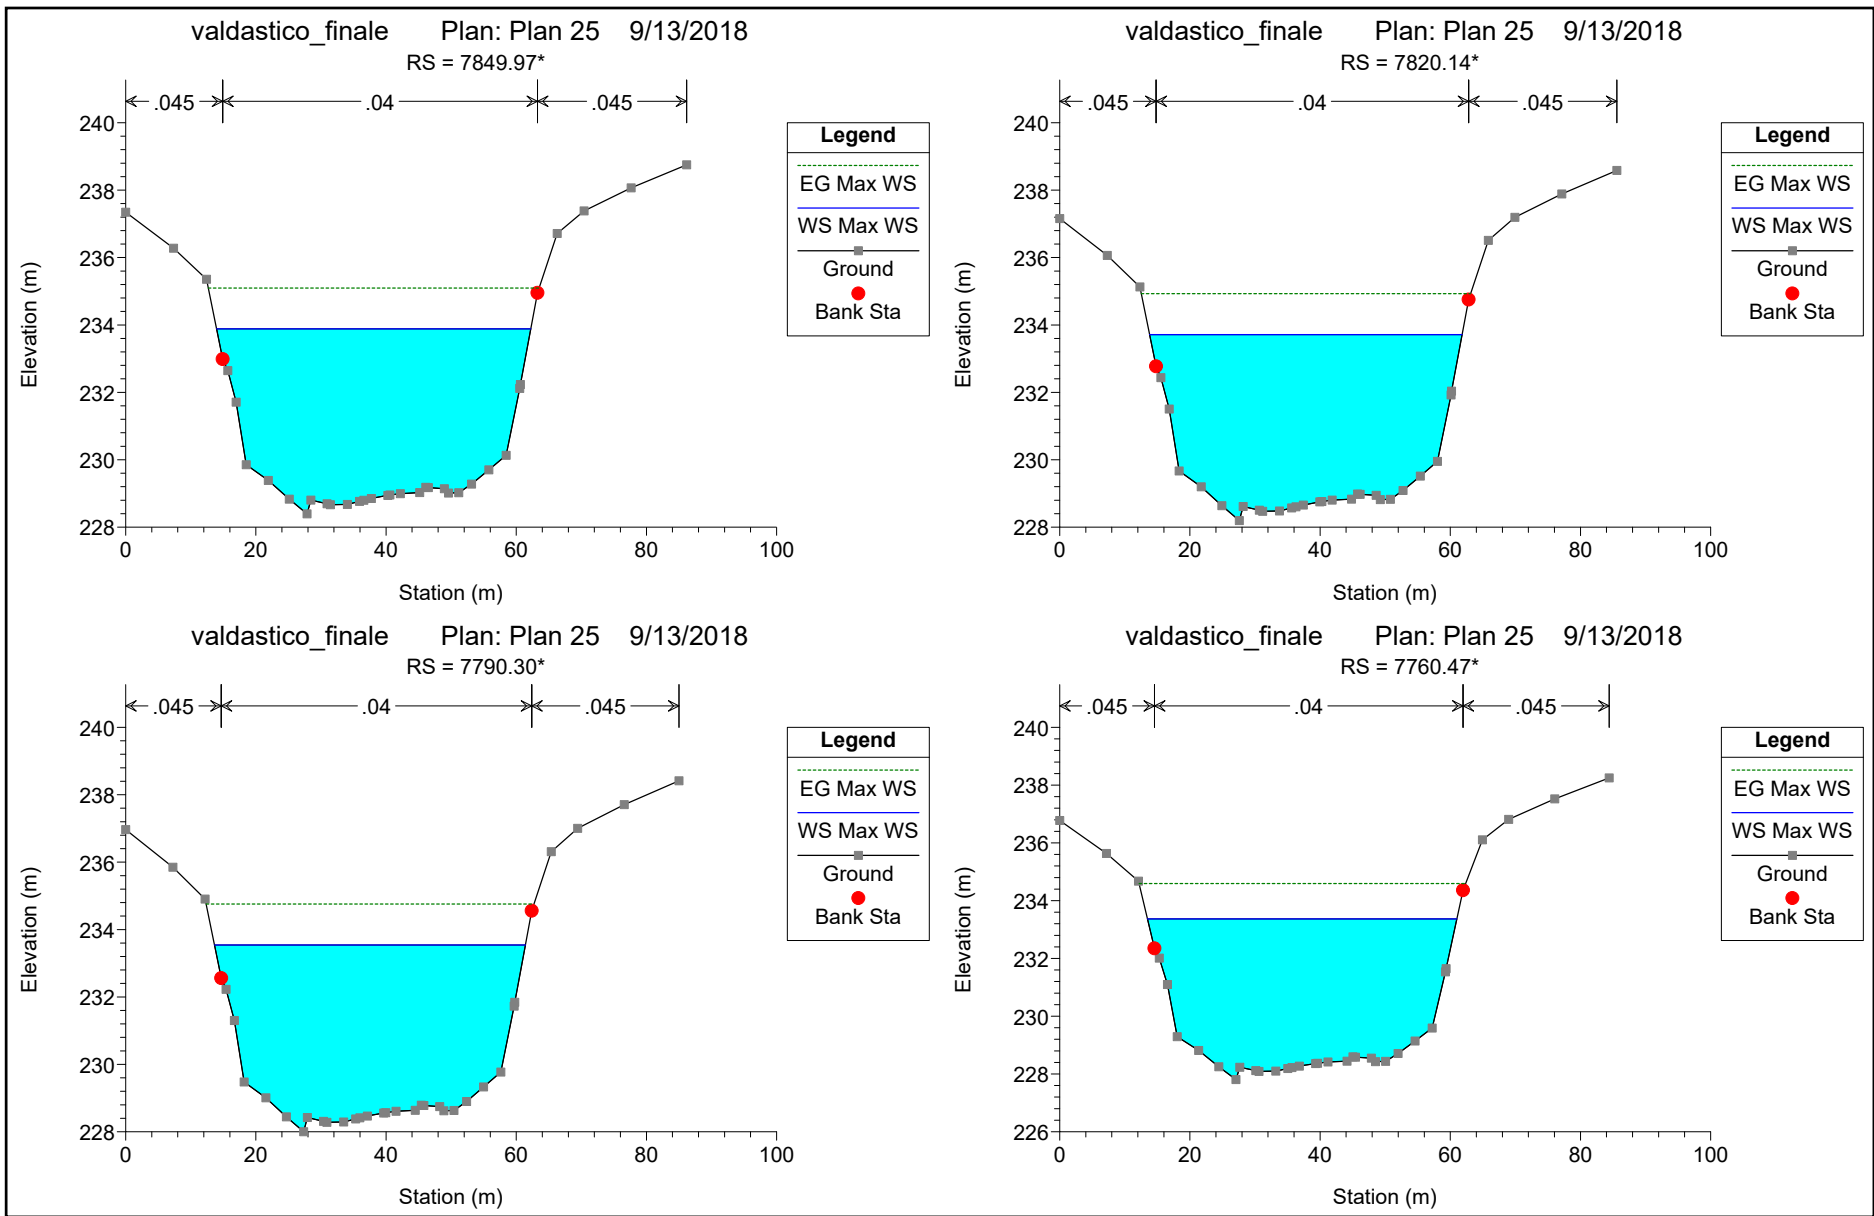 valdastico_finale Plan: Plan 25 9/13/2018
RS = 7849.97*
.045 .04 .045
240
238
236
234
232
230
228
0 20 40 60 80 100
Elevation (m)
Station (m)
Legend
EG Max WS
WS Max WS
Ground
Bank Sta
valdastico_finale Plan: Plan 25 9/13/2018
RS = 7820.14*
.045 .04 .045
240
238
236
234
232
230
228
0 20 40 60 80 100
Elevation (m)
Station (m)
Legend
EG Max WS
WS Max WS
Ground
Bank Sta
valdastico_finale Plan: Plan 25 9/13/2018
RS = 7790.30*
.045 .04 .045
240
238
236
234
232
230
228
0 20 40 60 80 100
Elevation (m)
Station (m)
Legend
EG Max WS
WS Max WS
Ground
Bank Sta
valdastico_finale Plan: Plan 25 9/13/2018
RS = 7760.47*
.045 .04 .045
240
238
236
234
232
230
228
226
0 20 40 60 80 100
Elevation (m)
Station (m)
Legend
EG Max WS
WS Max WS
Ground
Bank Sta